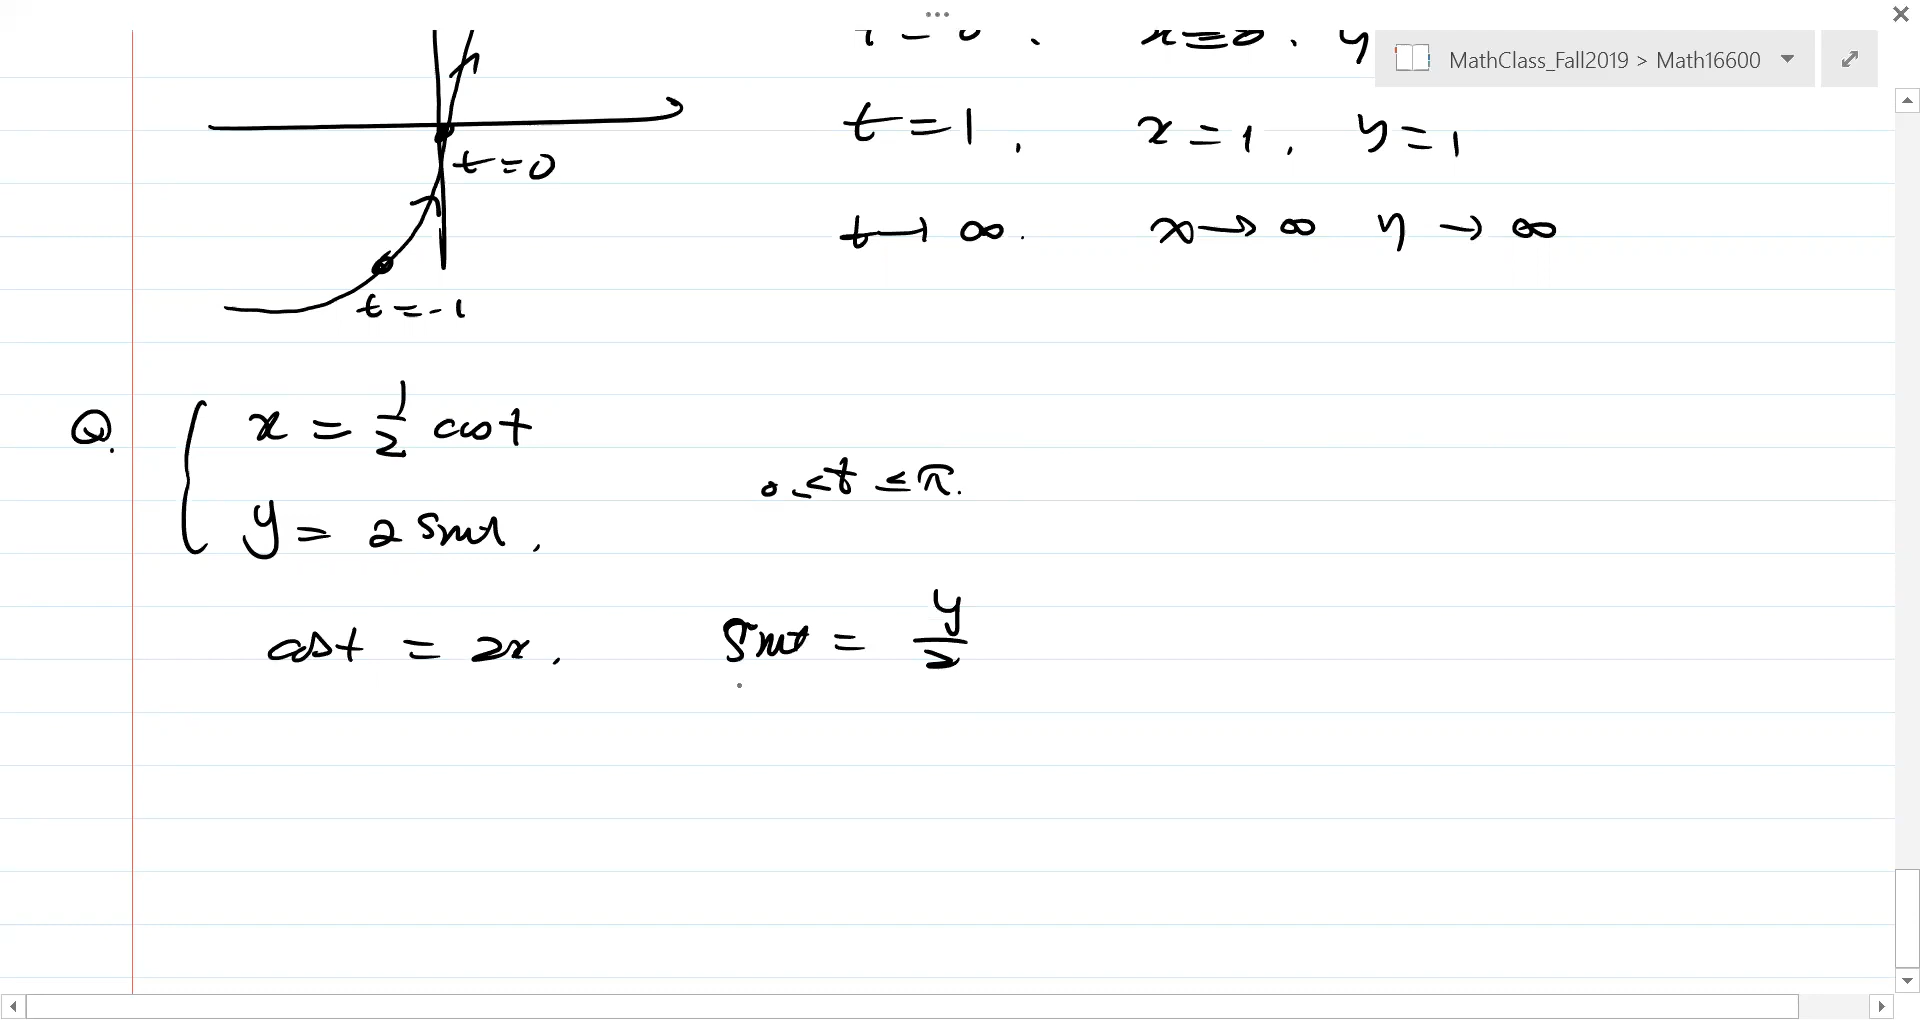 MathClass_Fall2019 > Math16600
t = 1 , x = 1 , y = 1
t=0
t → ∞. x → ∞ y → ∞
t = -1
Q. x = 1/2 cos t
0 ≤ t ≤ π.
y = 2 sin t ,
cos t = 2x , sin t = y/2